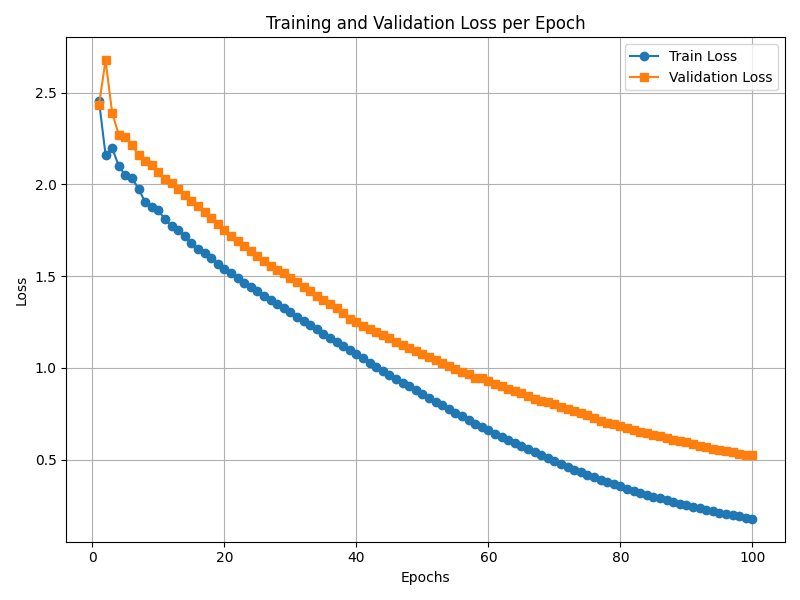 Training and Validation Loss per Epoch
Train Loss
Validation Loss
2.5
2.0
1.5
1.0
0.5
Loss
0 20 40 60 80 100
Epochs